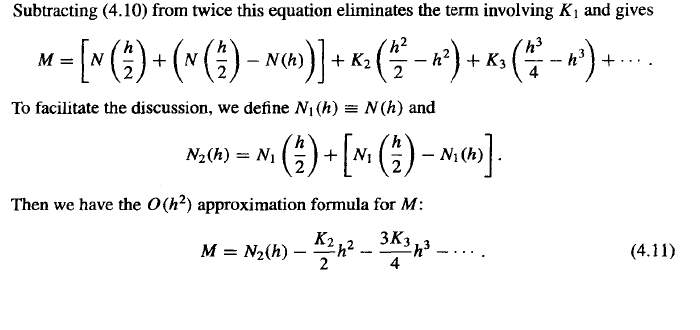 Subtracting (4.10) from twice this equation eliminates the term involving K₁ and gives
M = [N(h/2) + (N(h/2) − N(h))] + K₂(h²/2 − h²) + K₃(h³/4 − h³) + ··· .
To facilitate the discussion, we define N₁(h) ≡ N(h) and
N₂(h) = N₁(h/2) + [N₁(h/2) − N₁(h)].
Then we have the O(h²) approximation formula for M:
M = N₂(h) − K₂/2 h² − 3K₃/4 h³ − ··· . (4.11)